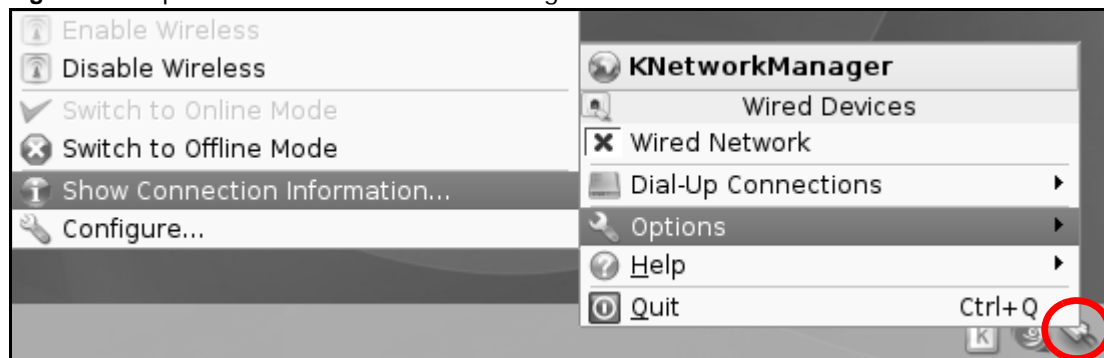 Enable Wireless
Disable Wireless
Switch to Online Mode
Switch to Offline Mode
Show Connection Information...
Configure...
KNetworkManager
Wired Devices
Wired Network
Dial-Up Connections
Options
Help
Quit Ctrl+Q
K